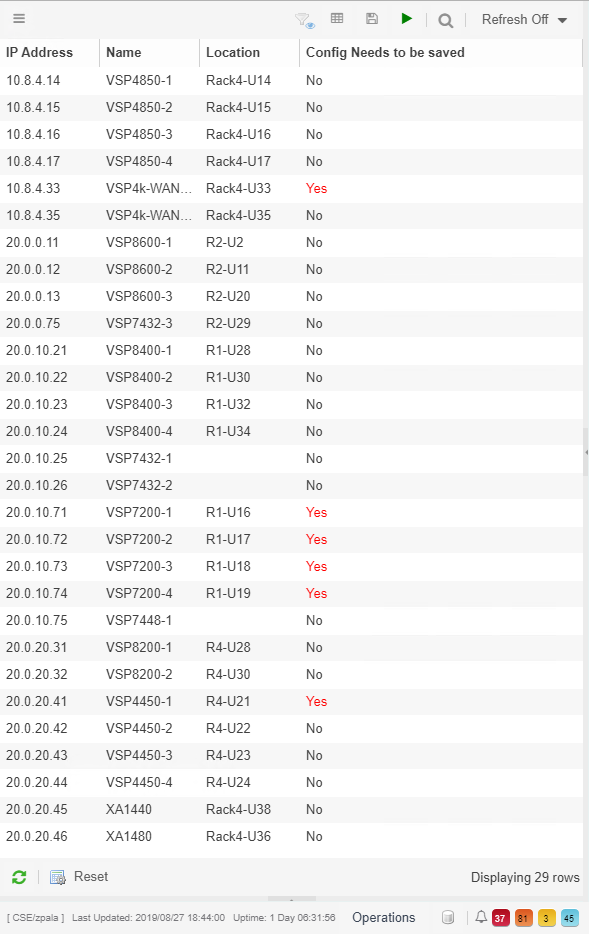 Refresh Off
IP Address Name Location Config Needs to be saved
10.8.4.14 VSP4850-1 Rack4-U14 No
10.8.4.15 VSP4850-2 Rack4-U15 No
10.8.4.16 VSP4850-3 Rack4-U16 No
10.8.4.17 VSP4850-4 Rack4-U17 No
10.8.4.33 VSP4k-WAN... Rack4-U33 Yes
10.8.4.35 VSP4k-WAN... Rack4-U35 No
20.0.0.11 VSP8600-1 R2-U2 No
20.0.0.12 VSP8600-2 R2-U11 No
20.0.0.13 VSP8600-3 R2-U20 No
20.0.0.75 VSP7432-3 R2-U29 No
20.0.10.21 VSP8400-1 R1-U28 No
20.0.10.22 VSP8400-2 R1-U30 No
20.0.10.23 VSP8400-3 R1-U32 No
20.0.10.24 VSP8400-4 R1-U34 No
20.0.10.25 VSP7432-1 No
20.0.10.26 VSP7432-2 No
20.0.10.71 VSP7200-1 R1-U16 Yes
20.0.10.72 VSP7200-2 R1-U17 Yes
20.0.10.73 VSP7200-3 R1-U18 Yes
20.0.10.74 VSP7200-4 R1-U19 Yes
20.0.10.75 VSP7448-1 No
20.0.20.31 VSP8200-1 R4-U28 No
20.0.20.32 VSP8200-2 R4-U30 No
20.0.20.41 VSP4450-1 R4-U21 Yes
20.0.20.42 VSP4450-2 R4-U22 No
20.0.20.43 VSP4450-3 R4-U23 No
20.0.20.44 VSP4450-4 R4-U24 No
20.0.20.45 XA1440 Rack4-U38 No
20.0.20.46 XA1480 Rack4-U36 No
Reset Displaying 29 rows
[ CSE/zpala ] Last Updated: 2019/08/27 18:44:00 Uptime: 1 Day 06:31:56 Operations 37 81 3 45